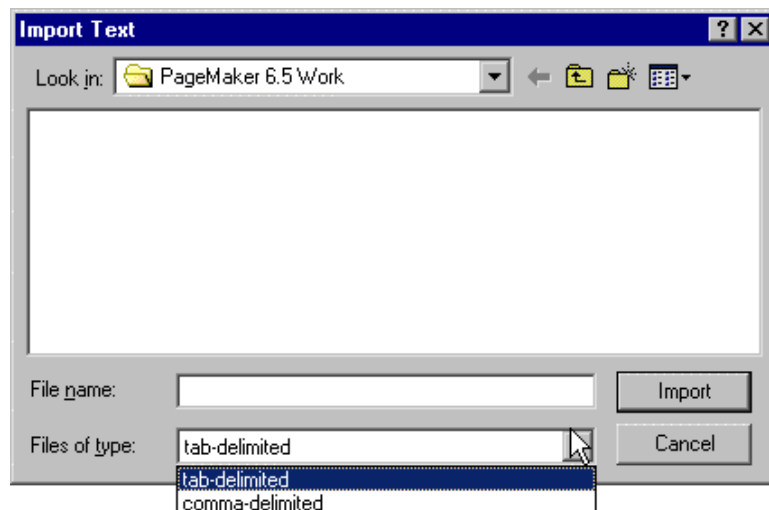 Import Text
Look in: PageMaker 6.5 Work
File name: Import
Files of type: tab-delimited Cancel
tab-delimited
comma-delimited